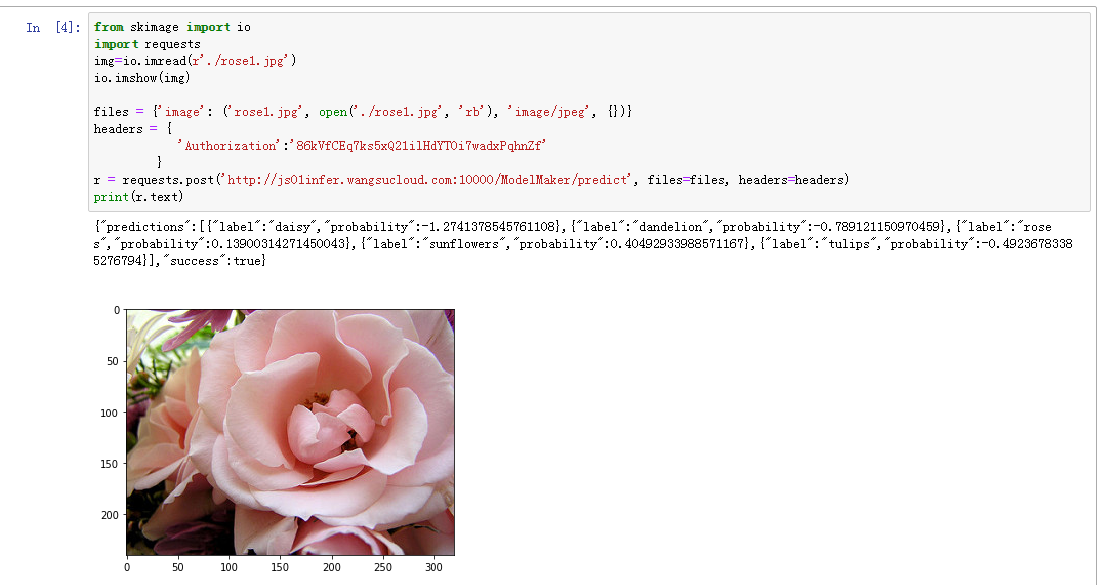 In [4]:
from skimage import io
import requests
img=io.imread(r'./rose1.jpg')
io.imshow(img)
files = {'image': ('rose1.jpg', open('./rose1.jpg', 'rb'), 'image/jpeg', {})}
headers = {
'Authorization':'86kVfCEq7ks5xQ21ilHdYTOi7wadxPqhnZf'
}
r = requests.post('http://js01infer.wangsucloud.com:10000/ModelMaker/predict', files=files, headers=headers)
print(r.text)
{"predictions":[{"label":"daisy","probability":-1.2741378545761108},{"label":"dandelion","probability":-0.789121150970459},{"label":"rose
s","probability":0.13900314271450043},{"label":"sunflowers","probability":0.40492933988571167},{"label":"tulips","probability":-0.4923678338
5276794}],"success":true}
0
50
100
150
200
0 50 100 150 200 250 300